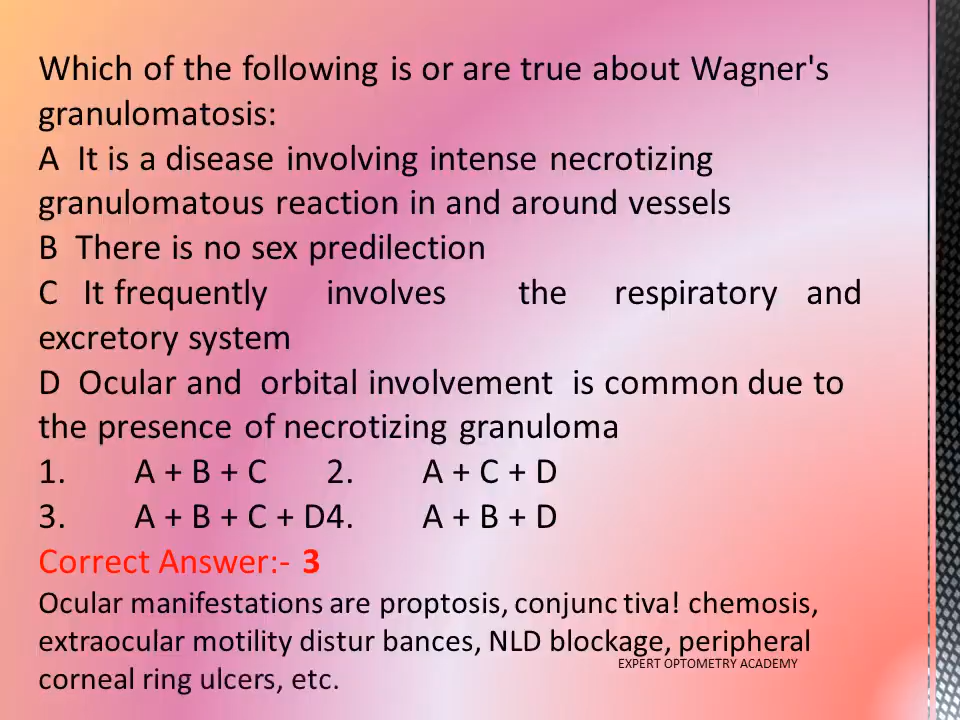 Which of the following is or are true about Wagner's
granulomatosis:
A It is a disease involving intense necrotizing
granulomatous reaction in and around vessels
B There is no sex predilection
C It frequently involves the respiratory and
excretory system
D Ocular and orbital involvement is common due to
the presence of necrotizing granuloma
1. A + B + C 2. A + C + D
3. A + B + C + D4. A + B + D
Correct Answer:- 3
Ocular manifestations are proptosis, conjunc tiva! chemosis,
extraocular motility distur bances, NLD blockage, peripheral
EXPERT OPTOMETRY ACADEMY
corneal ring ulcers, etc.